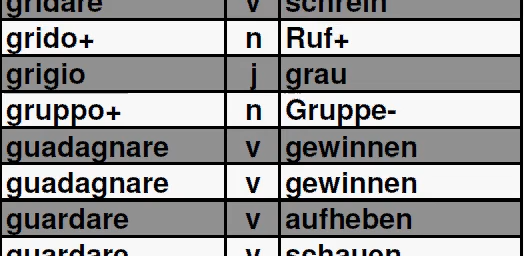 gridare v schrein
grido+ n Ruf+
grigio j grau
gruppo+ n Gruppe-
guadagnare v gewinnen
guadagnare v gewinnen
guardare v aufheben
guardare v schauen